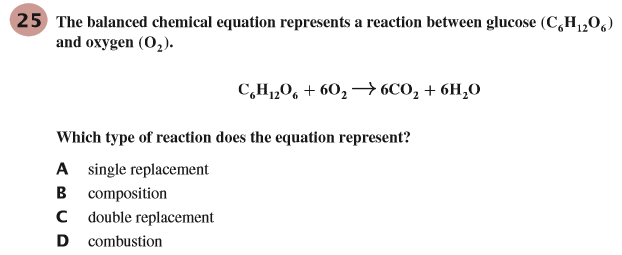 25 The balanced chemical equation represents a reaction between glucose (C₆H₁₂O₆)
and oxygen (O₂).
C₆H₁₂O₆ + 6O₂ ⟶ 6CO₂ + 6H₂O
Which type of reaction does the equation represent?
A single replacement
B composition
C double replacement
D combustion